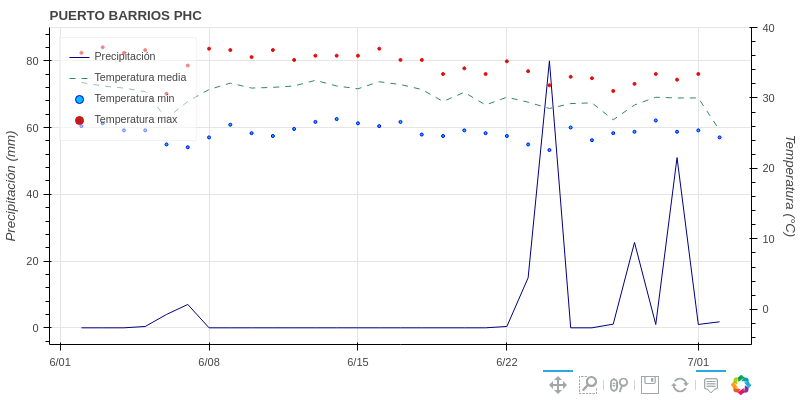 PUERTO BARRIOS PHC
Precipitación
Temperatura media
Temperatura min
Temperatura max
Precipitación (mm)
80
60
40
20
0
Temperatura (°C)
40
30
20
10
0
6/01
6/08
6/15
6/22
7/01